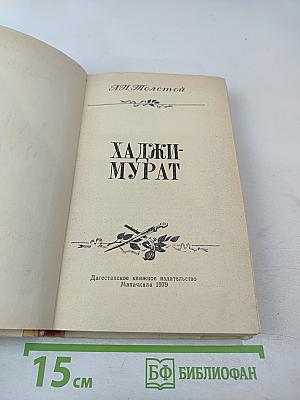 Л.Н. Толстой
ХАДЖИ-
МУРАТ
Дагестанское книжное издательство
Махачкала 1979
15 см
БФ БИБЛИОФАН